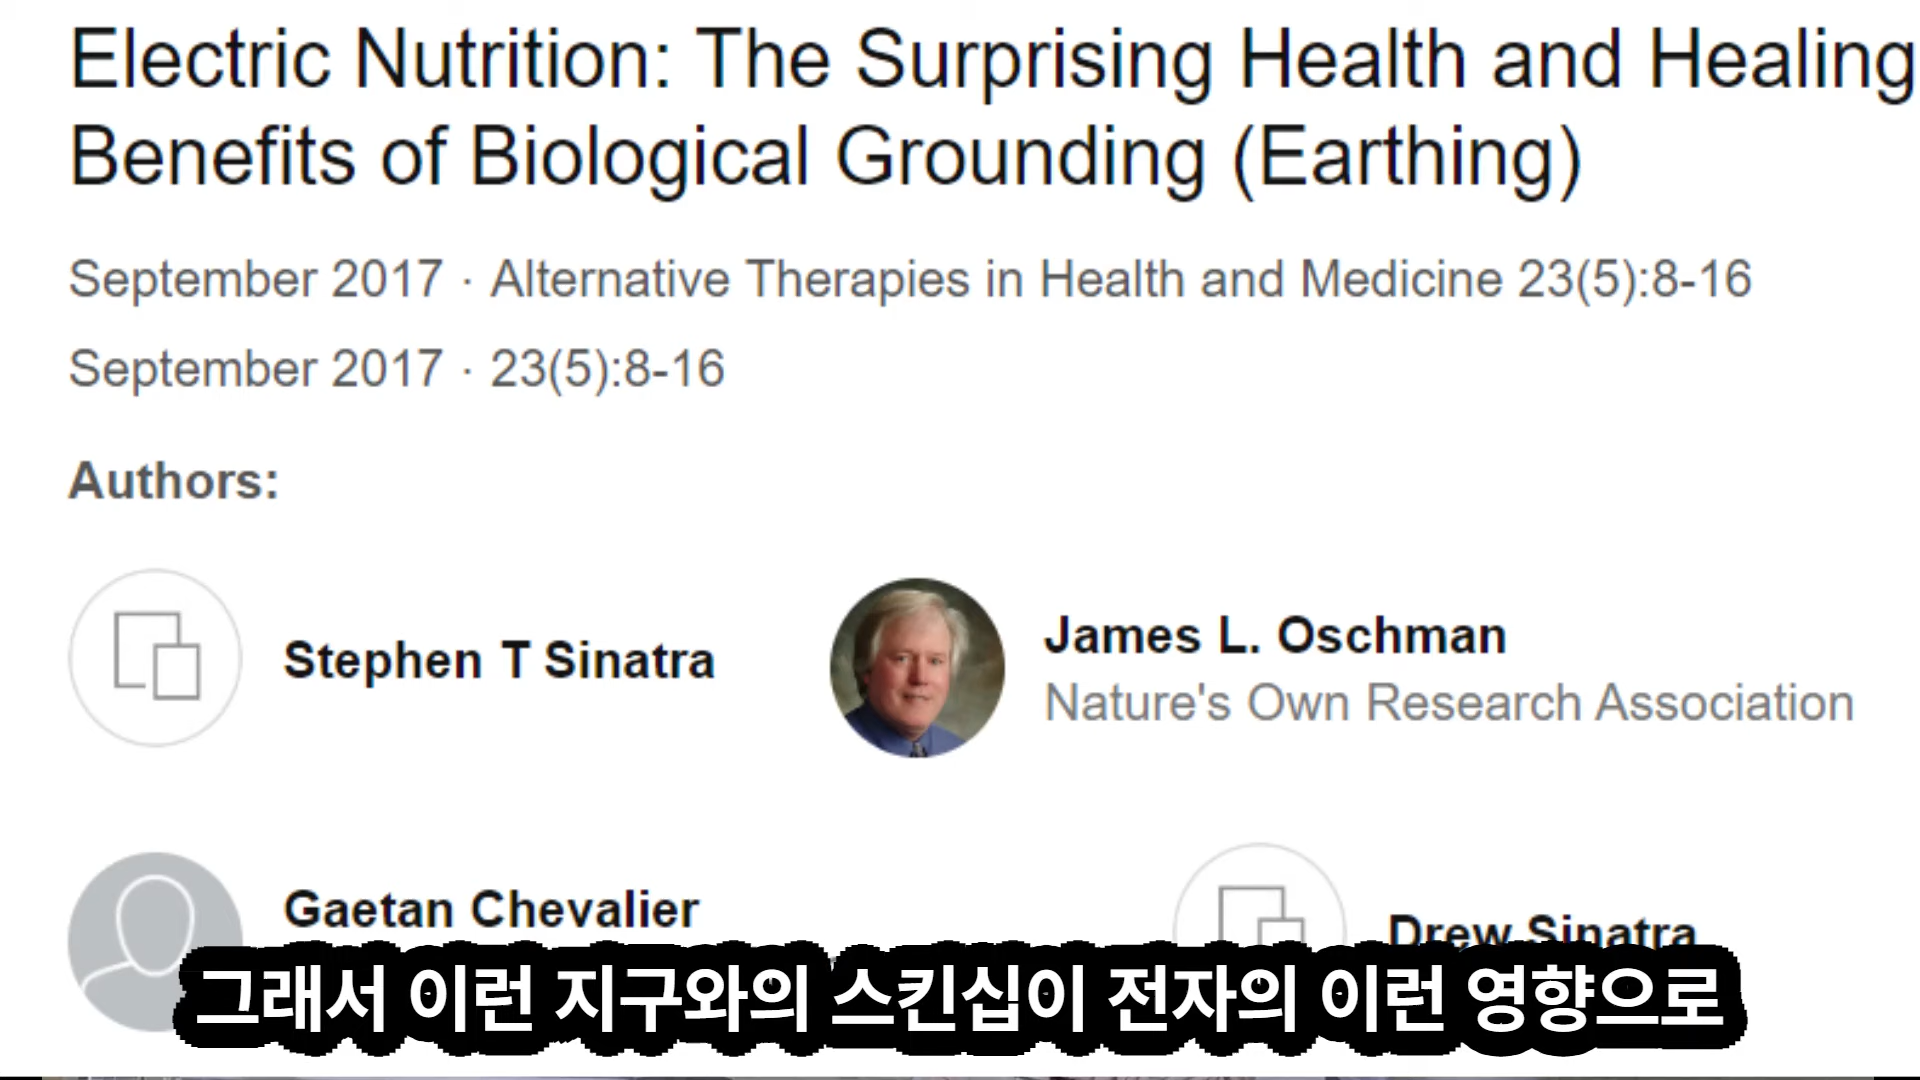 Electric Nutrition: The Surprising Health and Healing
Benefits of Biological Grounding (Earthing)
September 2017 · Alternative Therapies in Health and Medicine 23(5):8-16
September 2017 · 23(5):8-16
Authors:
Stephen T Sinatra
James L. Oschman
Nature's Own Research Association
Gaetan Chevalier
Drew Sinatra
그래서 이런 지구와의 스킨십이 전자의 이런 영향으로